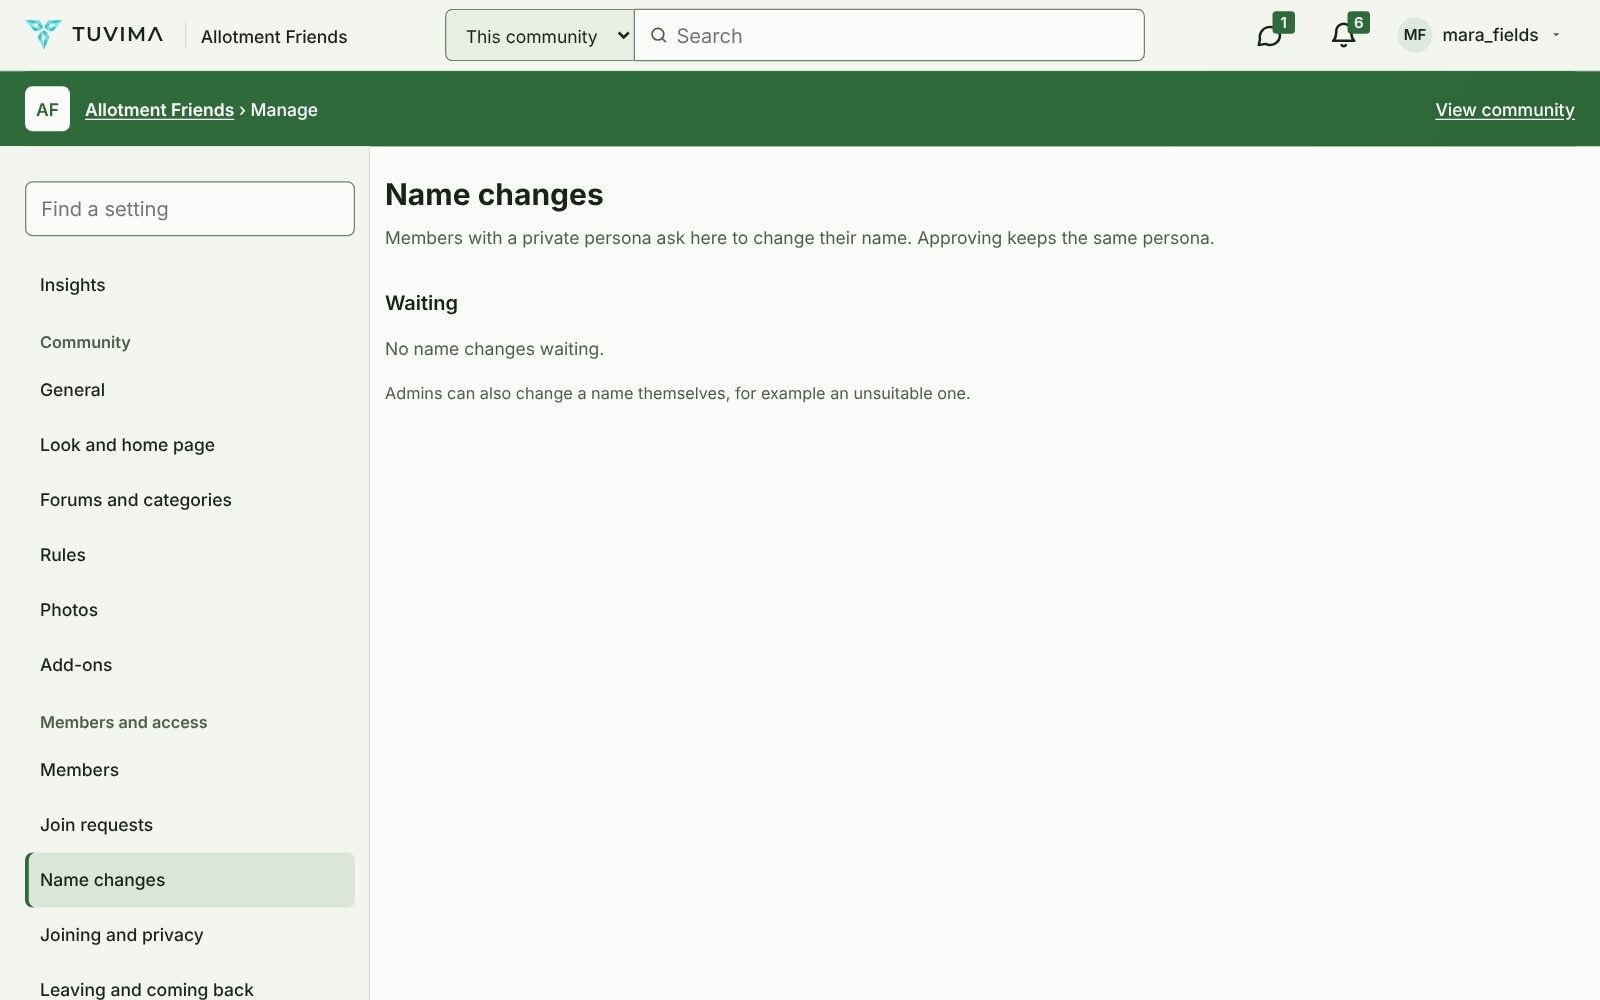 TUVIMA
Allotment Friends
This community
Search
1
6
MF
mara_fields
AF
Allotment Friends › Manage
View community
Find a setting
Insights
Community
General
Look and home page
Forums and categories
Rules
Photos
Add-ons
Members and access
Members
Join requests
Name changes
Joining and privacy
Leaving and coming back
Name changes
Members with a private persona ask here to change their name. Approving keeps the same persona.
Waiting
No name changes waiting.
Admins can also change a name themselves, for example an unsuitable one.